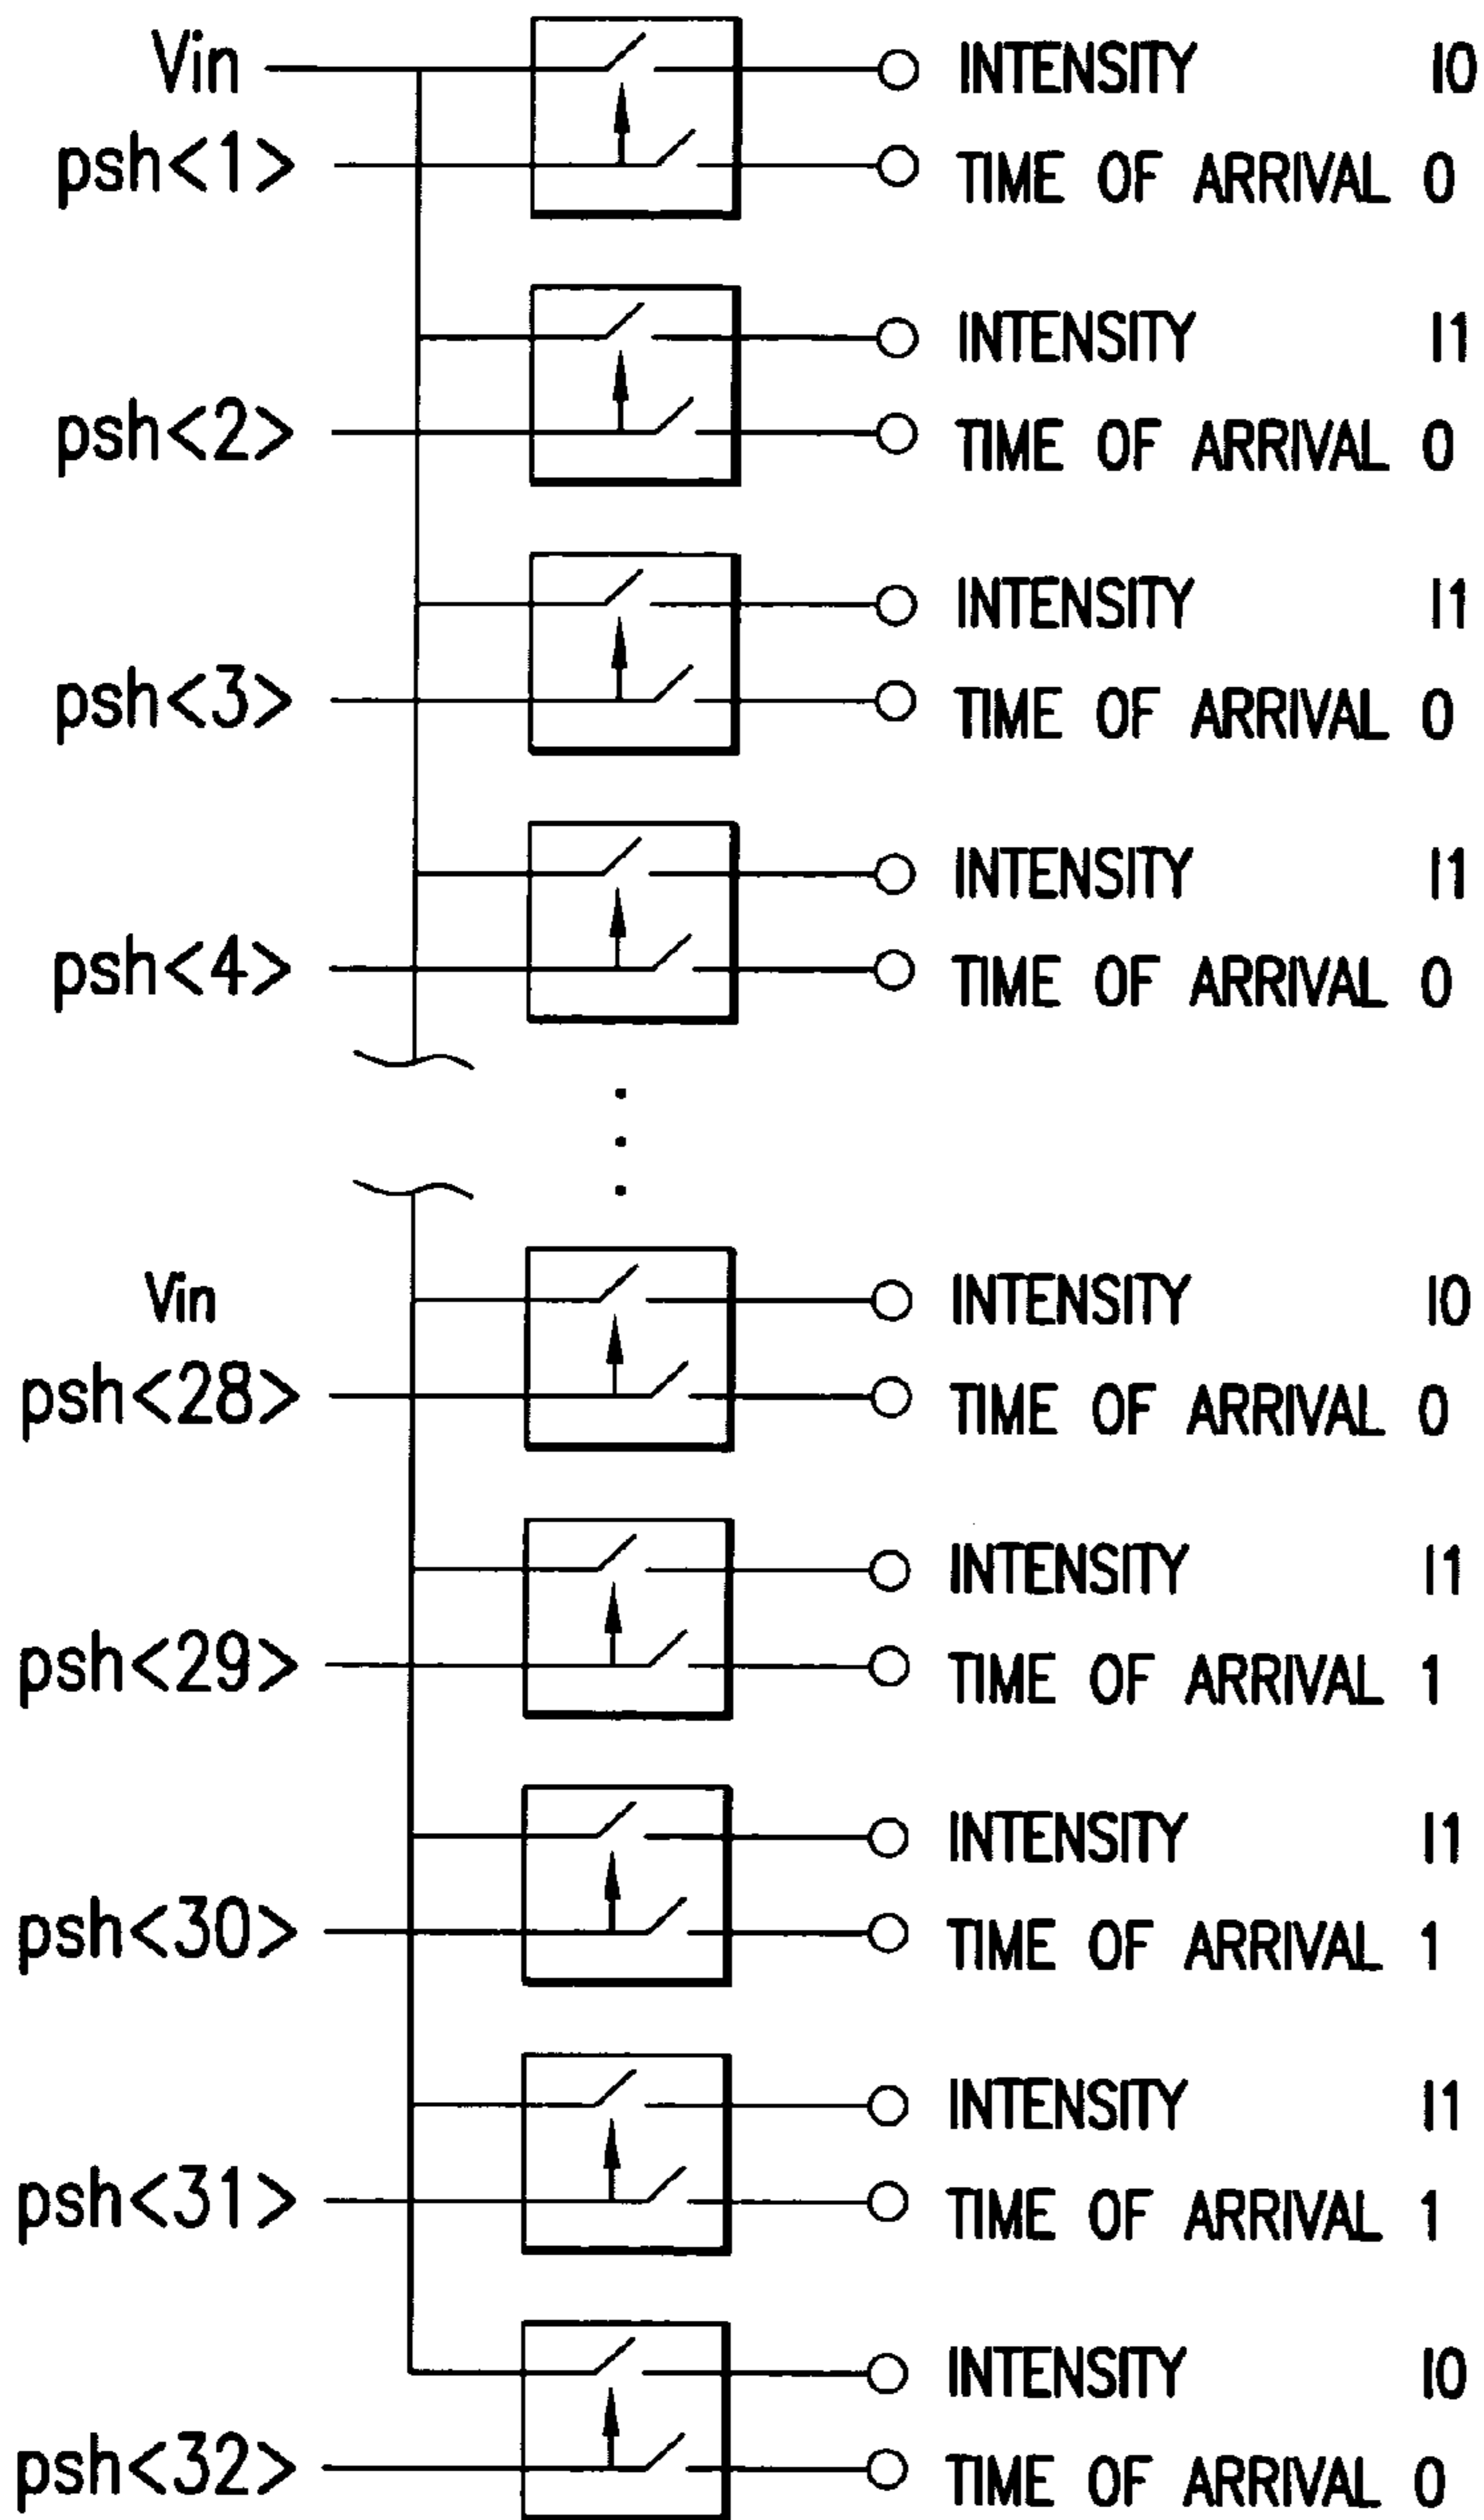 Vin INTENSITY I0
psh<1> TIME OF ARRIVAL 0
INTENSITY I1
psh<2> TIME OF ARRIVAL 0
INTENSITY I1
psh<3> TIME OF ARRIVAL 0
INTENSITY I1
psh<4> TIME OF ARRIVAL 0
Vin INTENSITY I0
psh<28> TIME OF ARRIVAL 0
INTENSITY I1
psh<29> TIME OF ARRIVAL 1
INTENSITY I1
psh<30> TIME OF ARRIVAL 1
INTENSITY I1
psh<31> TIME OF ARRIVAL 1
INTENSITY I0
psh<32> TIME OF ARRIVAL 0